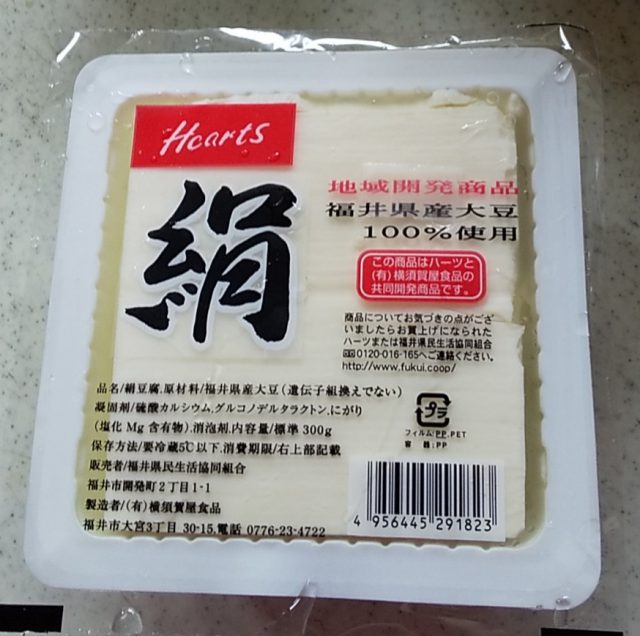 Hearts
絹
地域開発商品
福井県産大豆
100%使用
この商品はハーツと
(有)横須賀屋食品の
共同開発商品です。
商品についてお気づきの点がござ
いましたらお買上げになられた
ハーツまたは福井県民生活協同組合
0120-016-165へご連絡ください。
http://www.fukui.coop/
品名/絹豆腐.原材料/福井県産大豆(遺伝子組換えでない)
凝固剤/硫酸カルシウム.グルコノデルタラクトン.にがり
(塩化 Mg 含有物).消泡剤.内容量/標準 300g
保存方法/要冷蔵5℃以下.消費期限/右上部記載
販売者/福井県民生活協同組合
福井市開発町2丁目1-1
製造者/(有)横須賀屋食品
福井市大宮3丁目 30-15.電話 0776-23-4722
プラ
フィルム:PP.PET
容器:PP
4 956445 291823